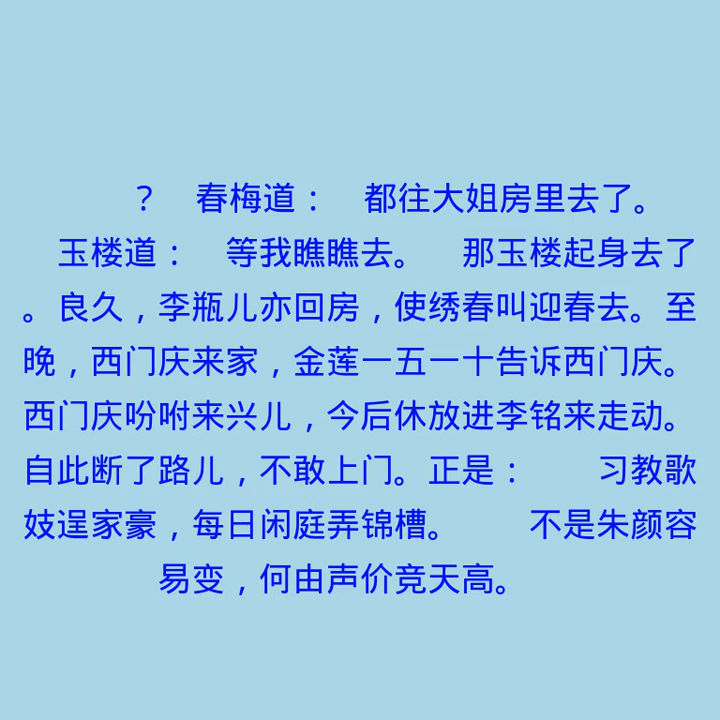 ？　春梅道：　都往大姐房里去了。
玉楼道：　等我瞧瞧去。　那玉楼起身去了
。良久，李瓶儿亦回房，使绣春叫迎春去。至
晚，西门庆来家，金莲一五一十告诉西门庆。
西门庆吩咐来兴儿，今后休放进李铭来走动。
自此断了路儿，不敢上门。正是：　　习教歌
妓逞家豪，每日闲庭弄锦槽。　　不是朱颜容
易变，何由声价竞天高。